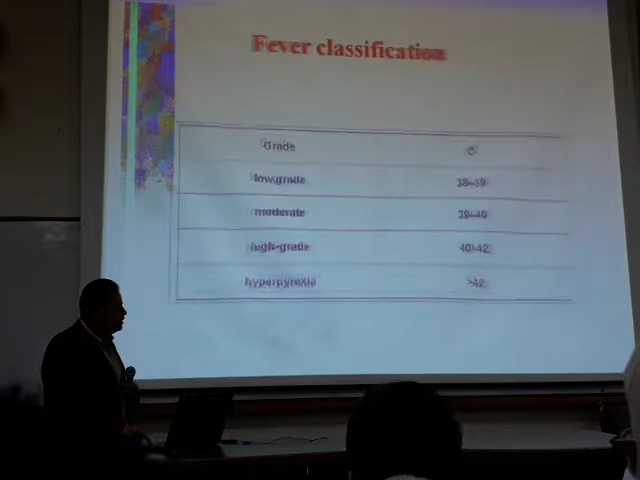 Fever classification
Grade C
low-grade 38-39
moderate 39-40
high-grade 40-42
hyperpyrexia >42